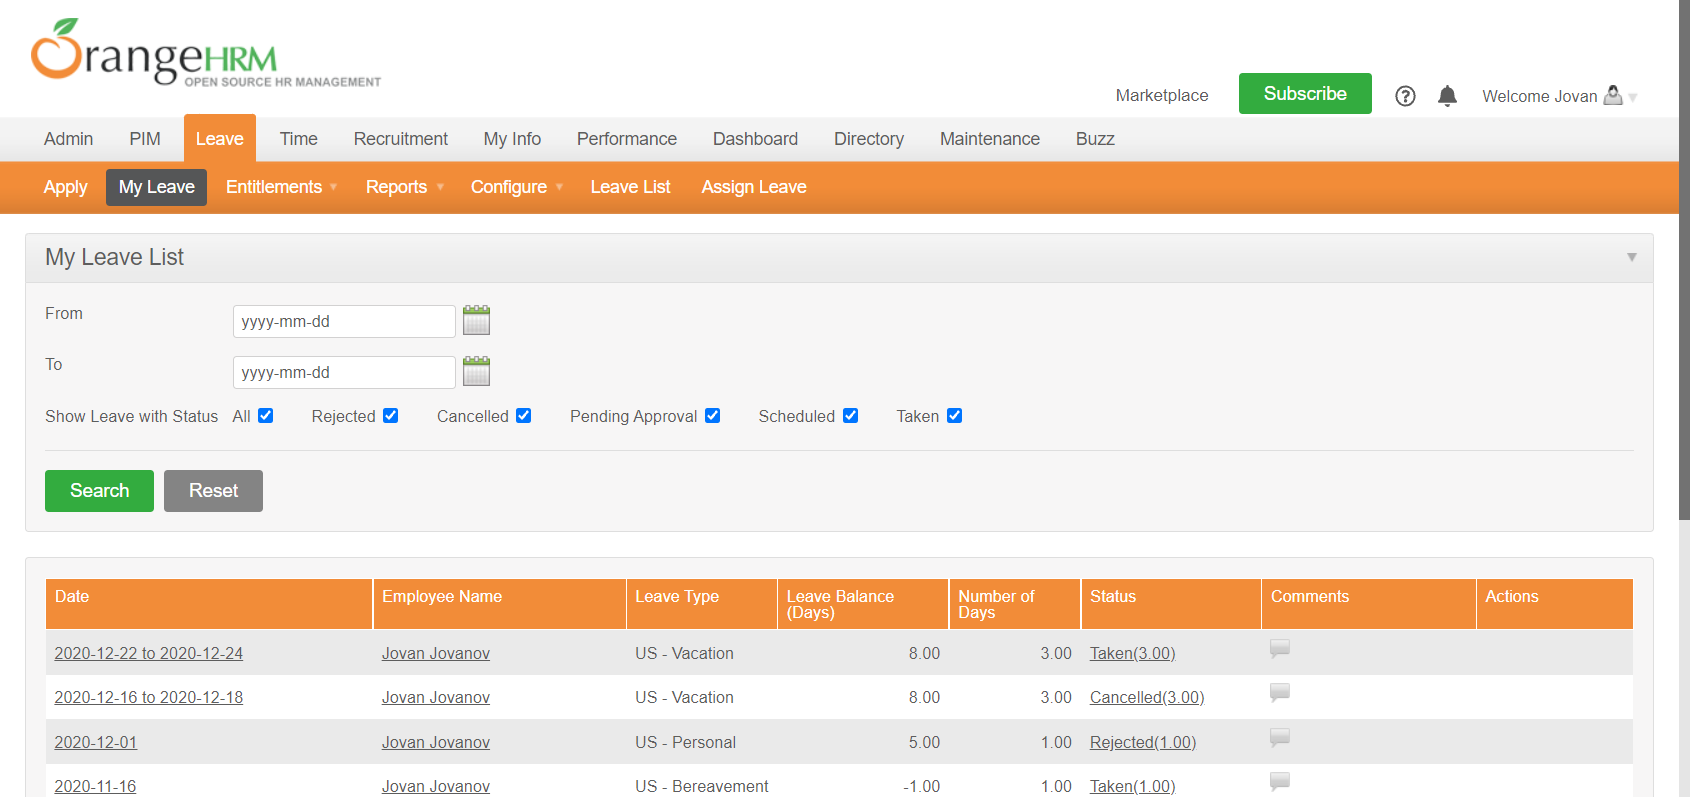 OrangeHRM
OPEN SOURCE HR MANAGEMENT
Marketplace Subscribe Welcome Jovan
Admin PIM Leave Time Recruitment My Info Performance Dashboard Directory Maintenance Buzz
Apply My Leave Entitlements Reports Configure Leave List Assign Leave
My Leave List
From yyyy-mm-dd
To yyyy-mm-dd
Show Leave with Status All Rejected Cancelled Pending Approval Scheduled Taken
Search Reset
Date Employee Name Leave Type Leave Balance (Days) Number of Days Status Comments Actions
2020-12-22 to 2020-12-24 Jovan Jovanov US - Vacation 8.00 3.00 Taken(3.00)
2020-12-16 to 2020-12-18 Jovan Jovanov US - Vacation 8.00 3.00 Cancelled(3.00)
2020-12-01 Jovan Jovanov US - Personal 5.00 1.00 Rejected(1.00)
2020-11-16 Jovan Jovanov US - Bereavement -1.00 1.00 Taken(1.00)